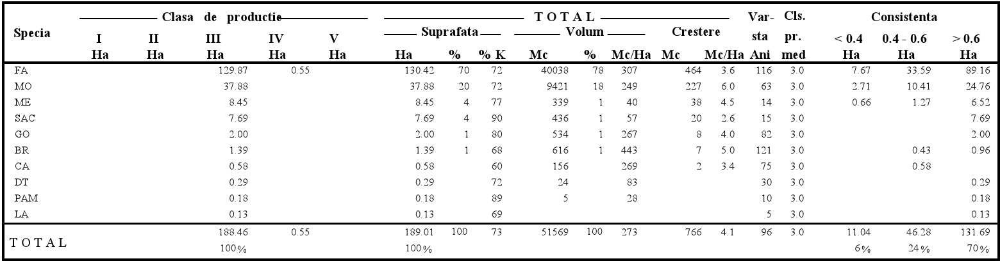 Clasa de productie T O T A L Var- Cls. Consistenta
Specia I II III IV V Suprafata Volum Crestere sta pr. < 0.4 0.4 - 0.6 > 0.6
Ha Ha Ha Ha Ha Ha % % K Mc % Mc/Ha Mc Mc/Ha Ani med Ha Ha Ha
FA 129.87 0.55 130.42 70 72 40038 78 307 464 3.6 116 3.0 7.67 33.59 89.16
MO 37.88 37.88 20 72 9421 18 249 227 6.0 63 3.0 2.71 10.41 24.76
ME 8.45 8.45 4 77 339 1 40 38 4.5 14 3.0 0.66 1.27 6.52
SAC 7.69 7.69 4 90 436 1 57 20 2.6 15 3.0 7.69
GO 2.00 2.00 1 80 534 1 267 8 4.0 82 3.0 2.00
BR 1.39 1.39 1 68 616 1 443 7 5.0 121 3.0 0.43 0.96
CA 0.58 0.58 60 156 269 2 3.4 75 3.0 0.58
DT 0.29 0.29 72 24 83 30 3.0 0.29
PAM 0.18 0.18 89 5 28 10 3.0 0.18
LA 0.13 0.13 69 5 3.0 0.13
T O T A L 188.46 0.55 189.01 100 73 51569 100 273 766 4.1 96 3.0 11.04 46.28 131.69
100% 100% 6% 24% 70%